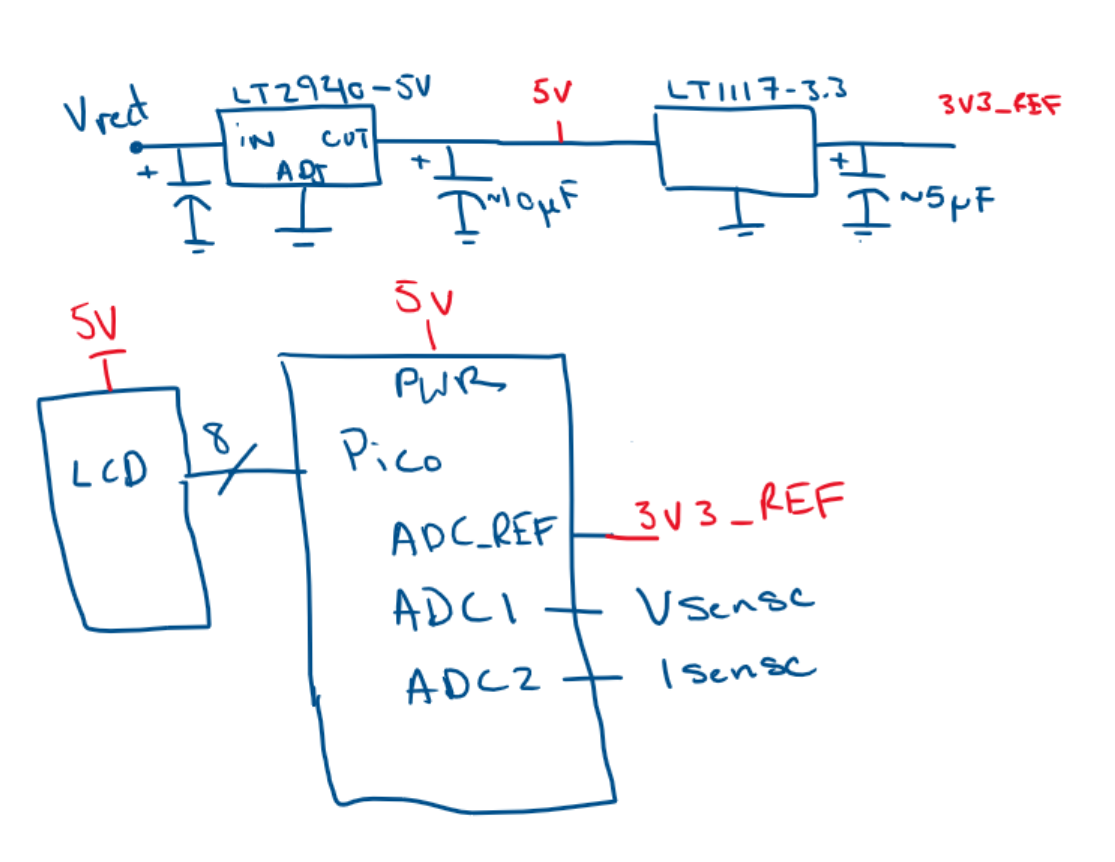 Vrect
LT2940-5V
IN OUT
ADJ
+
+
~10µF
5V
LT1117-3.3
3V3_REF
+
~5µF
5V
LCD
8
5V
PWR
Pico
ADC_REF
3V3_REF
ADC1
Vsense
ADC2
Isense